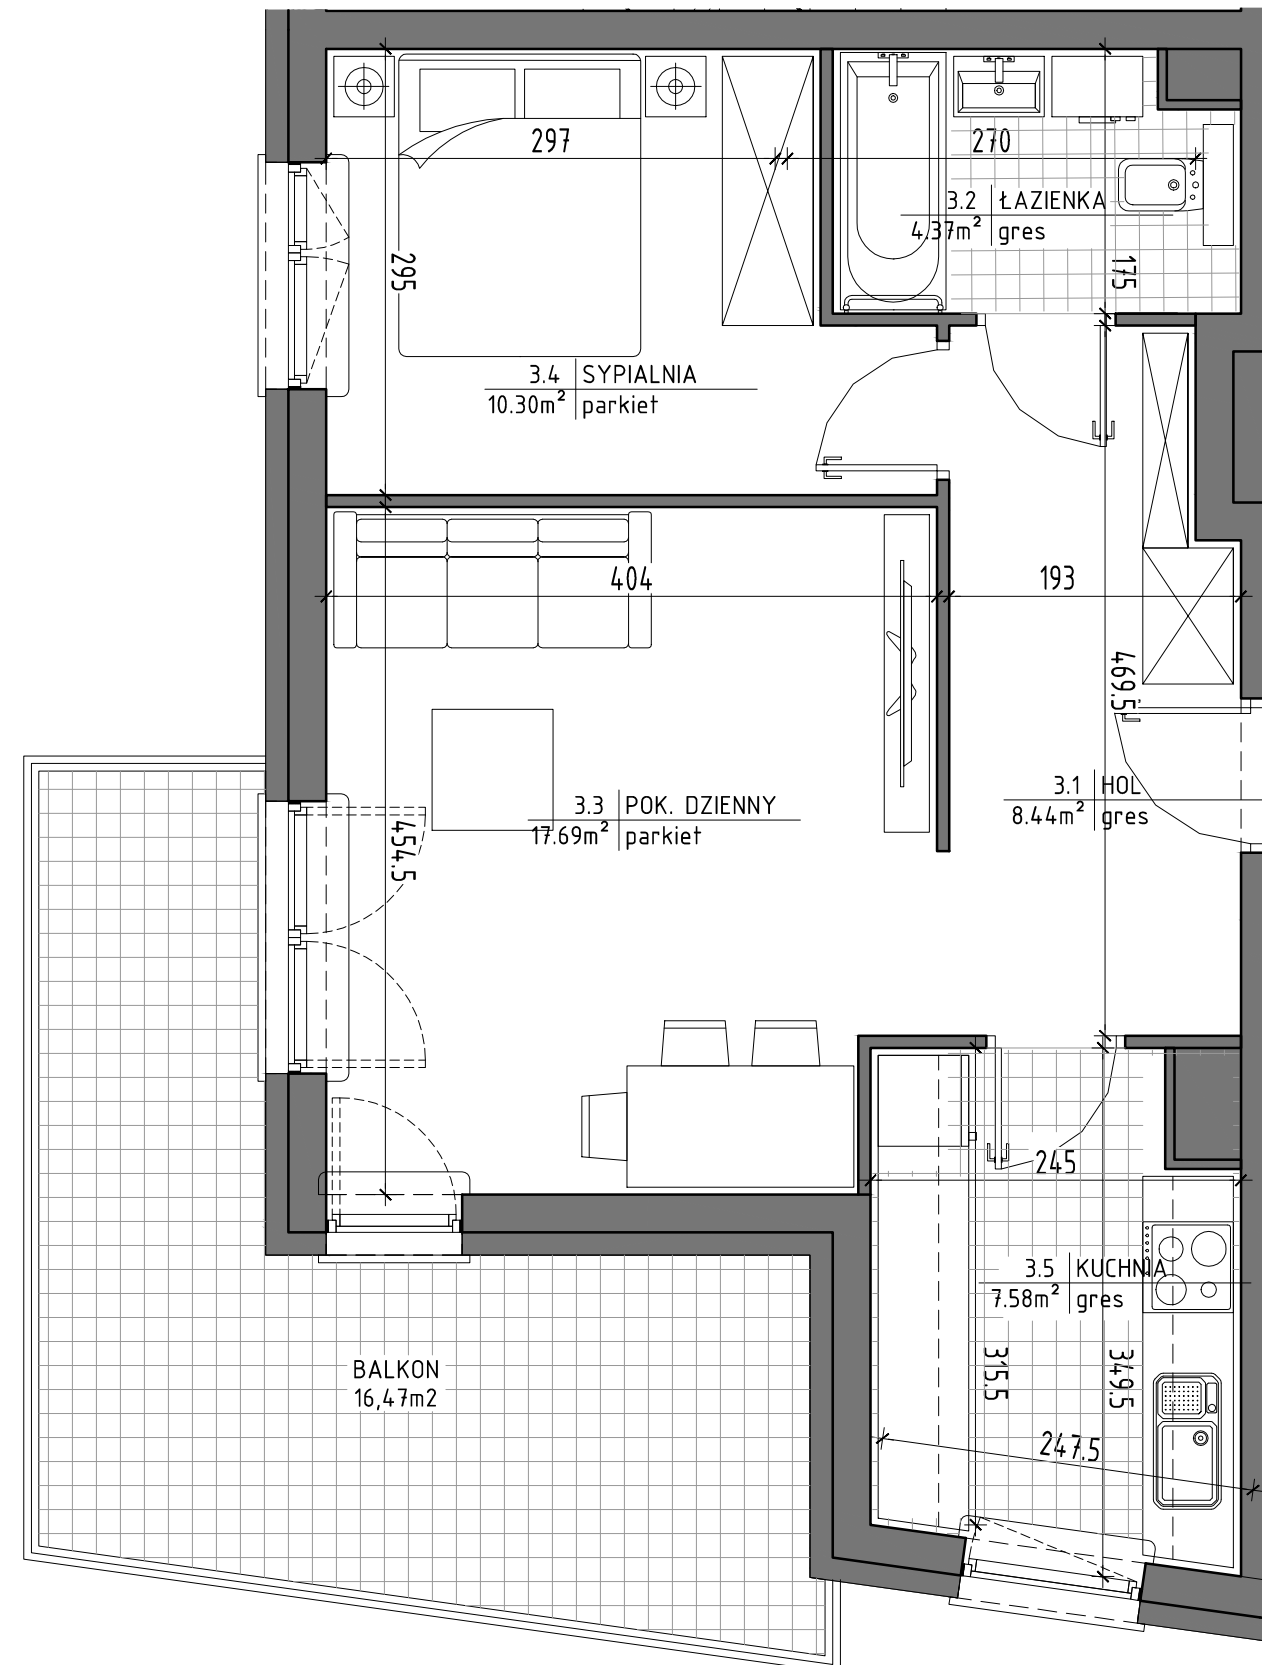 297
270
3.2 ŁAZIENKA
4.37m² gres
295
175
3.4 SYPIALNIA
10.30m² parkiet
404
193
469.5
3.1 HOL
8.44m² gres
3.3 POK. DZIENNY
17.69m² parkiet
454.5
245
3.5 KUCHNIA
7.58m² gres
315.5
349.5
BALKON
16,47m2
247.5